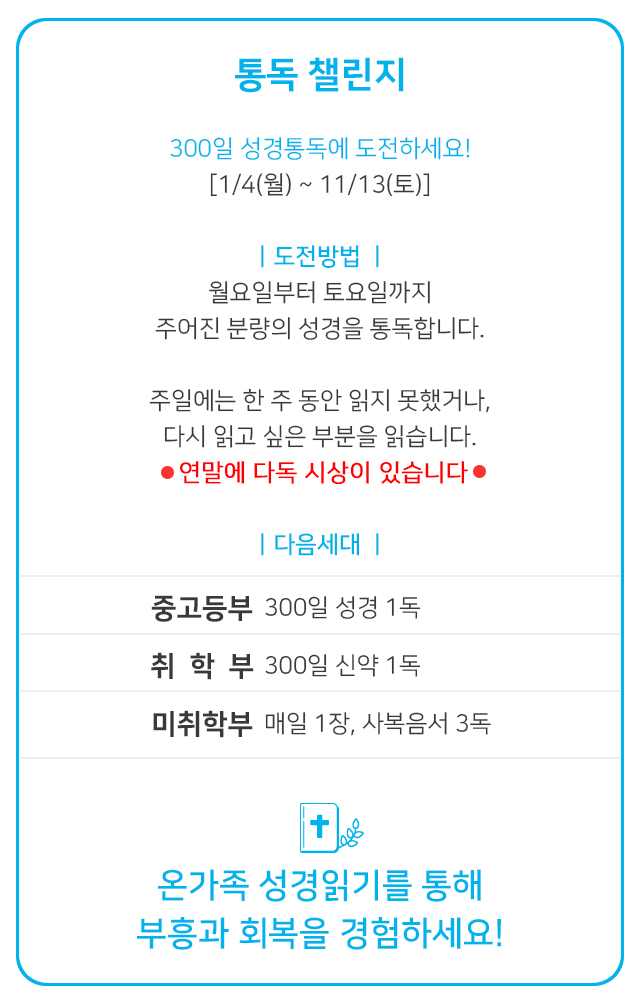 통독 챌린지
300일 성경통독에 도전하세요!
[1/4(월) ~ 11/13(토)]
| 도전방법 |
월요일부터 토요일까지
주어진 분량의 성경을 통독합니다.
주일에는 한 주 동안 읽지 못했거나,
다시 읽고 싶은 부분을 읽습니다.
●연말에 다독 시상이 있습니다●
| 다음세대 |
중고등부 300일 성경 1독
취 학 부 300일 신약 1독
미취학부 매일 1장, 사복음서 3독
온가족 성경읽기를 통해
부흥과 회복을 경험하세요!